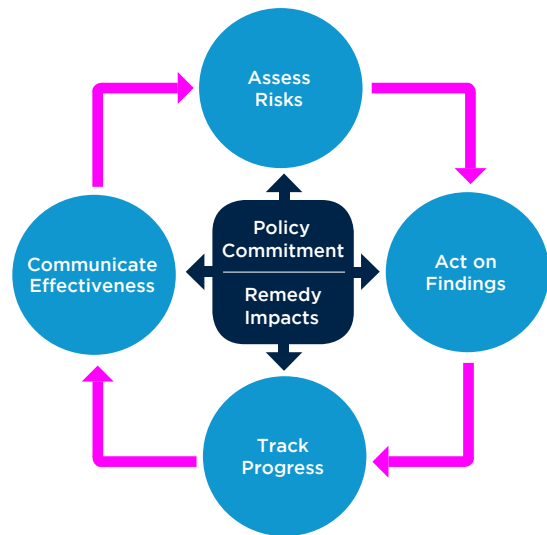 Assess
Risks
Policy
Commitment
Remedy
Impacts
Communicate
Effectiveness
Act on
Findings
Track
Progress